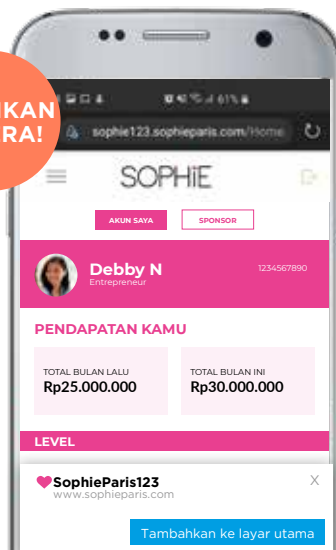 KAN
RA!
61%
sophie123.sophieparis.com/Home
SOPHiE
AKUN SAYA
SPONSOR
Debby N
1234567890
Entrepreneur
PENDAPATAN KAMU
TOTAL BULAN LALU
Rp25.000.000
TOTAL BULAN INI
Rp30.000.000
LEVEL
SophieParis123
X
www.sophieparis.com
Tambahkan ke layar utama